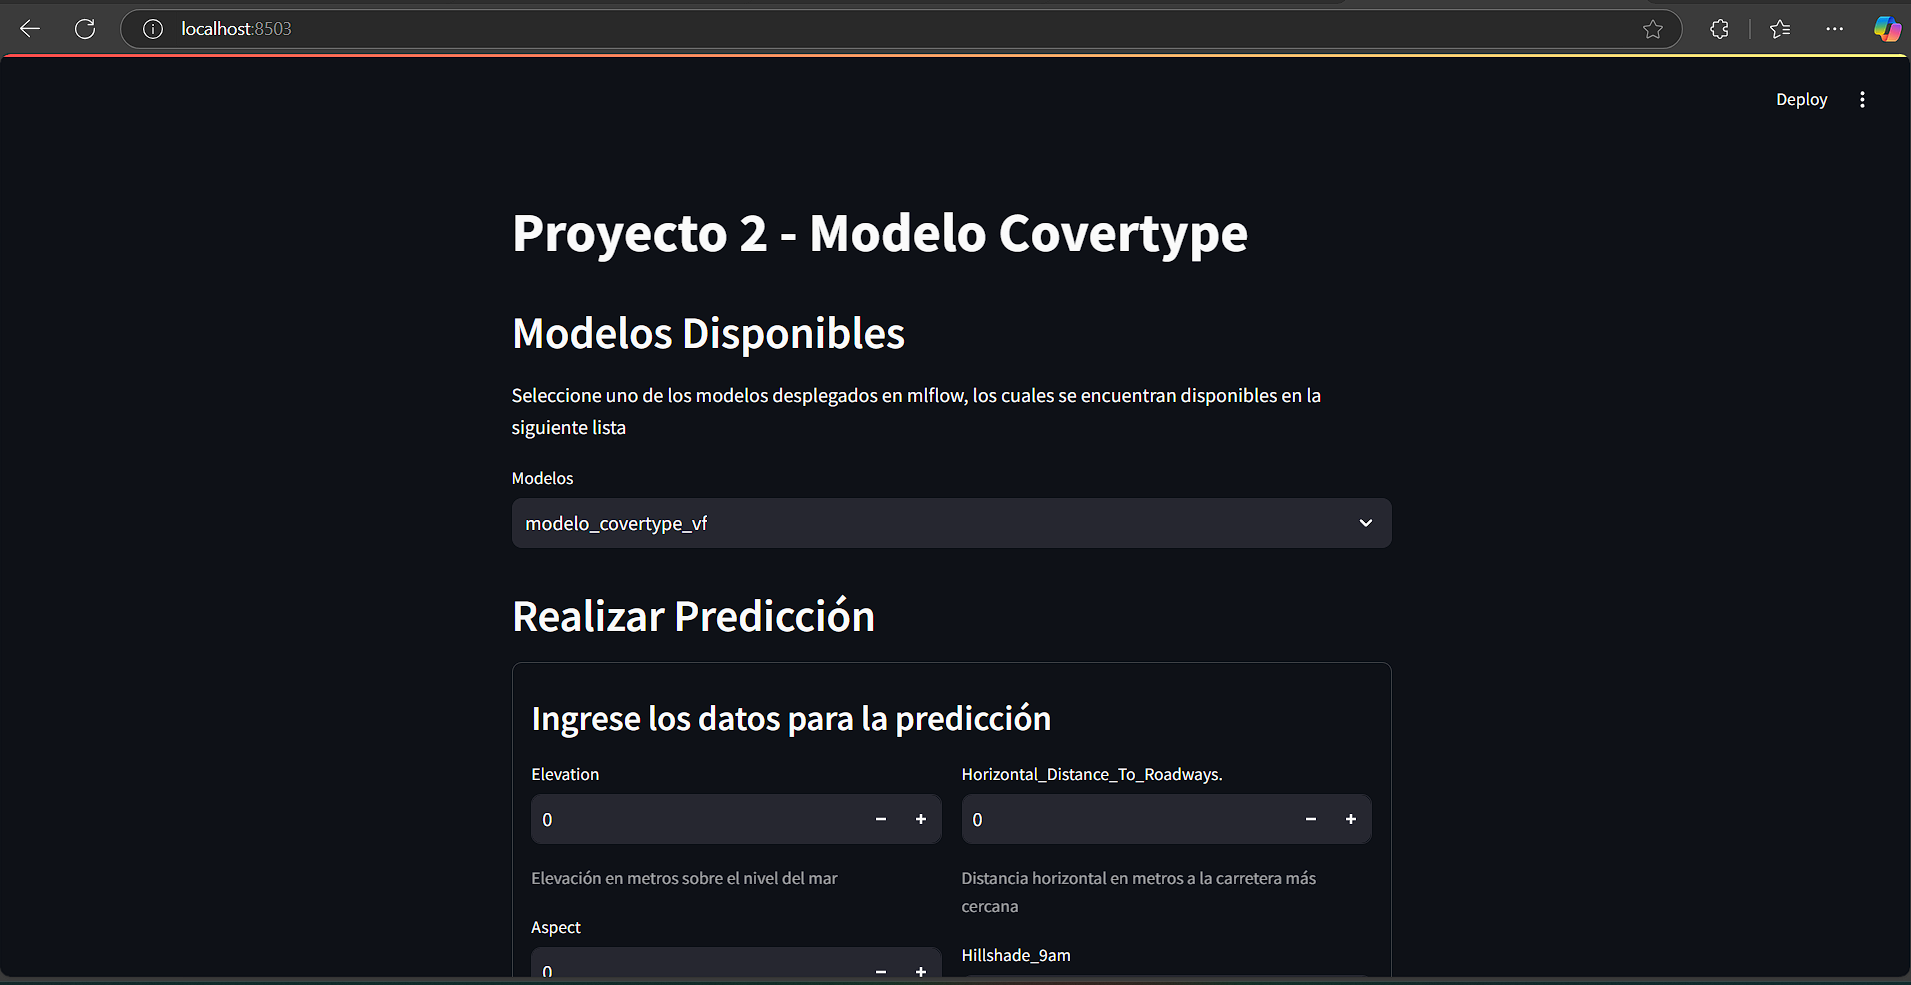 localhost:8503
Deploy
Proyecto 2 - Modelo Covertype
Modelos Disponibles
Seleccione uno de los modelos desplegados en mlflow, los cuales se encuentran disponibles en la
siguiente lista
Modelos
modelo_covertype_vf
Realizar Predicción
Ingrese los datos para la predicción
Elevation
0
Elevación en metros sobre el nivel del mar
Aspect
0
Horizontal_Distance_To_Roadways.
0
Distancia horizontal en metros a la carretera más
cercana
Hillshade_9am